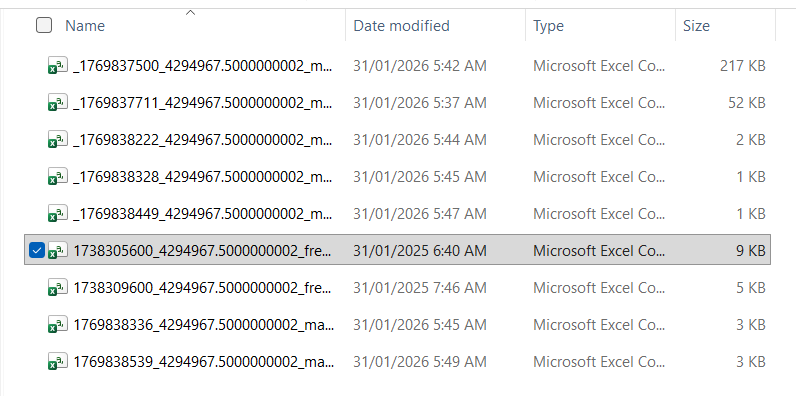 Name Date modified Type Size
_1769837500_4294967.5000000002_m... 31/01/2026 5:42 AM Microsoft Excel Co... 217 KB
_1769837711_4294967.5000000002_m... 31/01/2026 5:37 AM Microsoft Excel Co... 52 KB
_1769838222_4294967.5000000002_m... 31/01/2026 5:44 AM Microsoft Excel Co... 2 KB
_1769838328_4294967.5000000002_m... 31/01/2026 5:45 AM Microsoft Excel Co... 1 KB
_1769838449_4294967.5000000002_m... 31/01/2026 5:47 AM Microsoft Excel Co... 1 KB
1738305600_4294967.5000000002_fre... 31/01/2025 6:40 AM Microsoft Excel Co... 9 KB
1738309600_4294967.5000000002_fre... 31/01/2025 7:46 AM Microsoft Excel Co... 5 KB
1769838336_4294967.5000000002_ma... 31/01/2026 5:45 AM Microsoft Excel Co... 3 KB
1769838539_4294967.5000000002_ma... 31/01/2026 5:49 AM Microsoft Excel Co... 3 KB